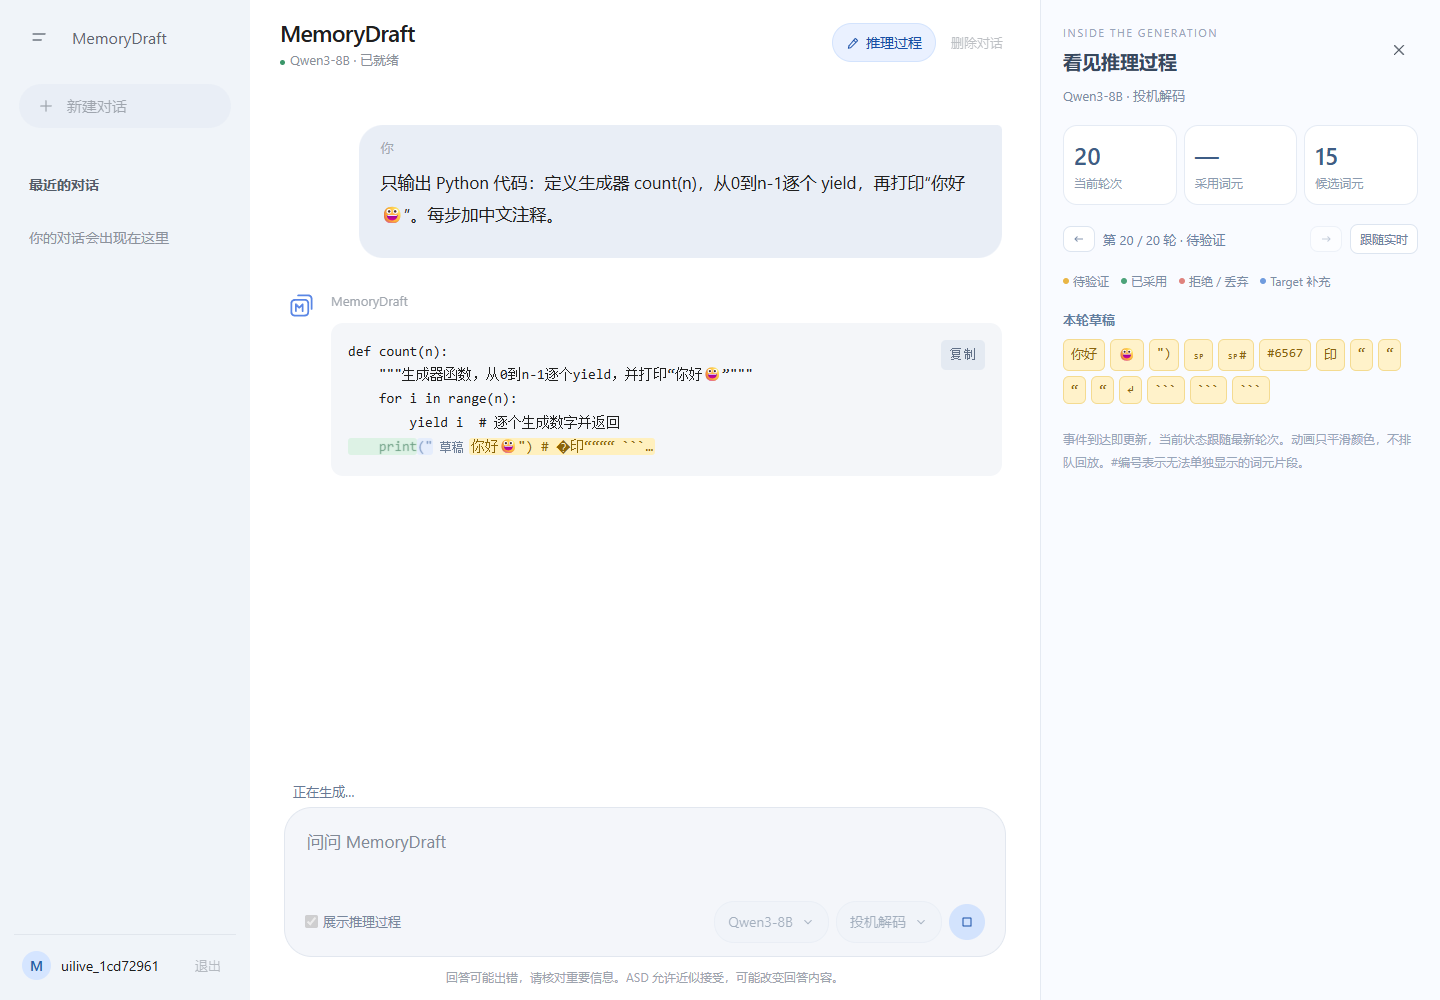 MemoryDraft
新建对话
最近的对话
你的对话会出现在这里
uilive_1cd72961
退出
MemoryDraft
Qwen3-8B · 已就绪
推理过程
删除对话
你
只输出 Python 代码：定义生成器 count(n)，从0到n-1逐个 yield，再打印“你好
😀”。每步加中文注释。
MemoryDraft
复制
def count(n):
    """生成器函数，从0到n-1逐个yield，并打印“你好😀”"""
    for i in range(n):
        yield i  # 逐个生成数字并返回
    print(" 草稿 你好😀") # �印““““ ```…
正在生成...
问问 MemoryDraft
展示推理过程
Qwen3-8B
投机解码
回答可能出错，请核对重要信息。ASD 允许近似接受，可能改变回答内容。
INSIDE THE GENERATION
看见推理过程
Qwen3-8B · 投机解码
20
当前轮次
—
采用词元
15
候选词元
← 第 20 / 20 轮 · 待验证 → 跟随实时
待验证 已采用 拒绝 / 丢弃 Target 补充
本轮草稿
你好 😀 ") SP SP# #6567 印 “ “
“ “ ↲ ``` ``` ```
事件到达即更新，当前状态跟随最新轮次。动画只平滑颜色，不排
队回放。#编号表示无法单独显示的词元片段。